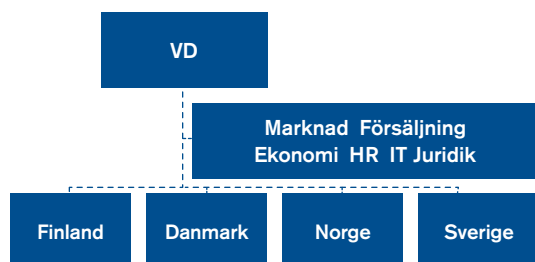 VD
Marknad Försäljning
Ekonomi HR IT Juridik
Finland
Danmark
Norge
Sverige